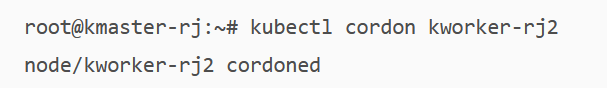 root@kmaster-rj:~# kubectl cordon kworker-rj2
node/kworker-rj2 cordoned